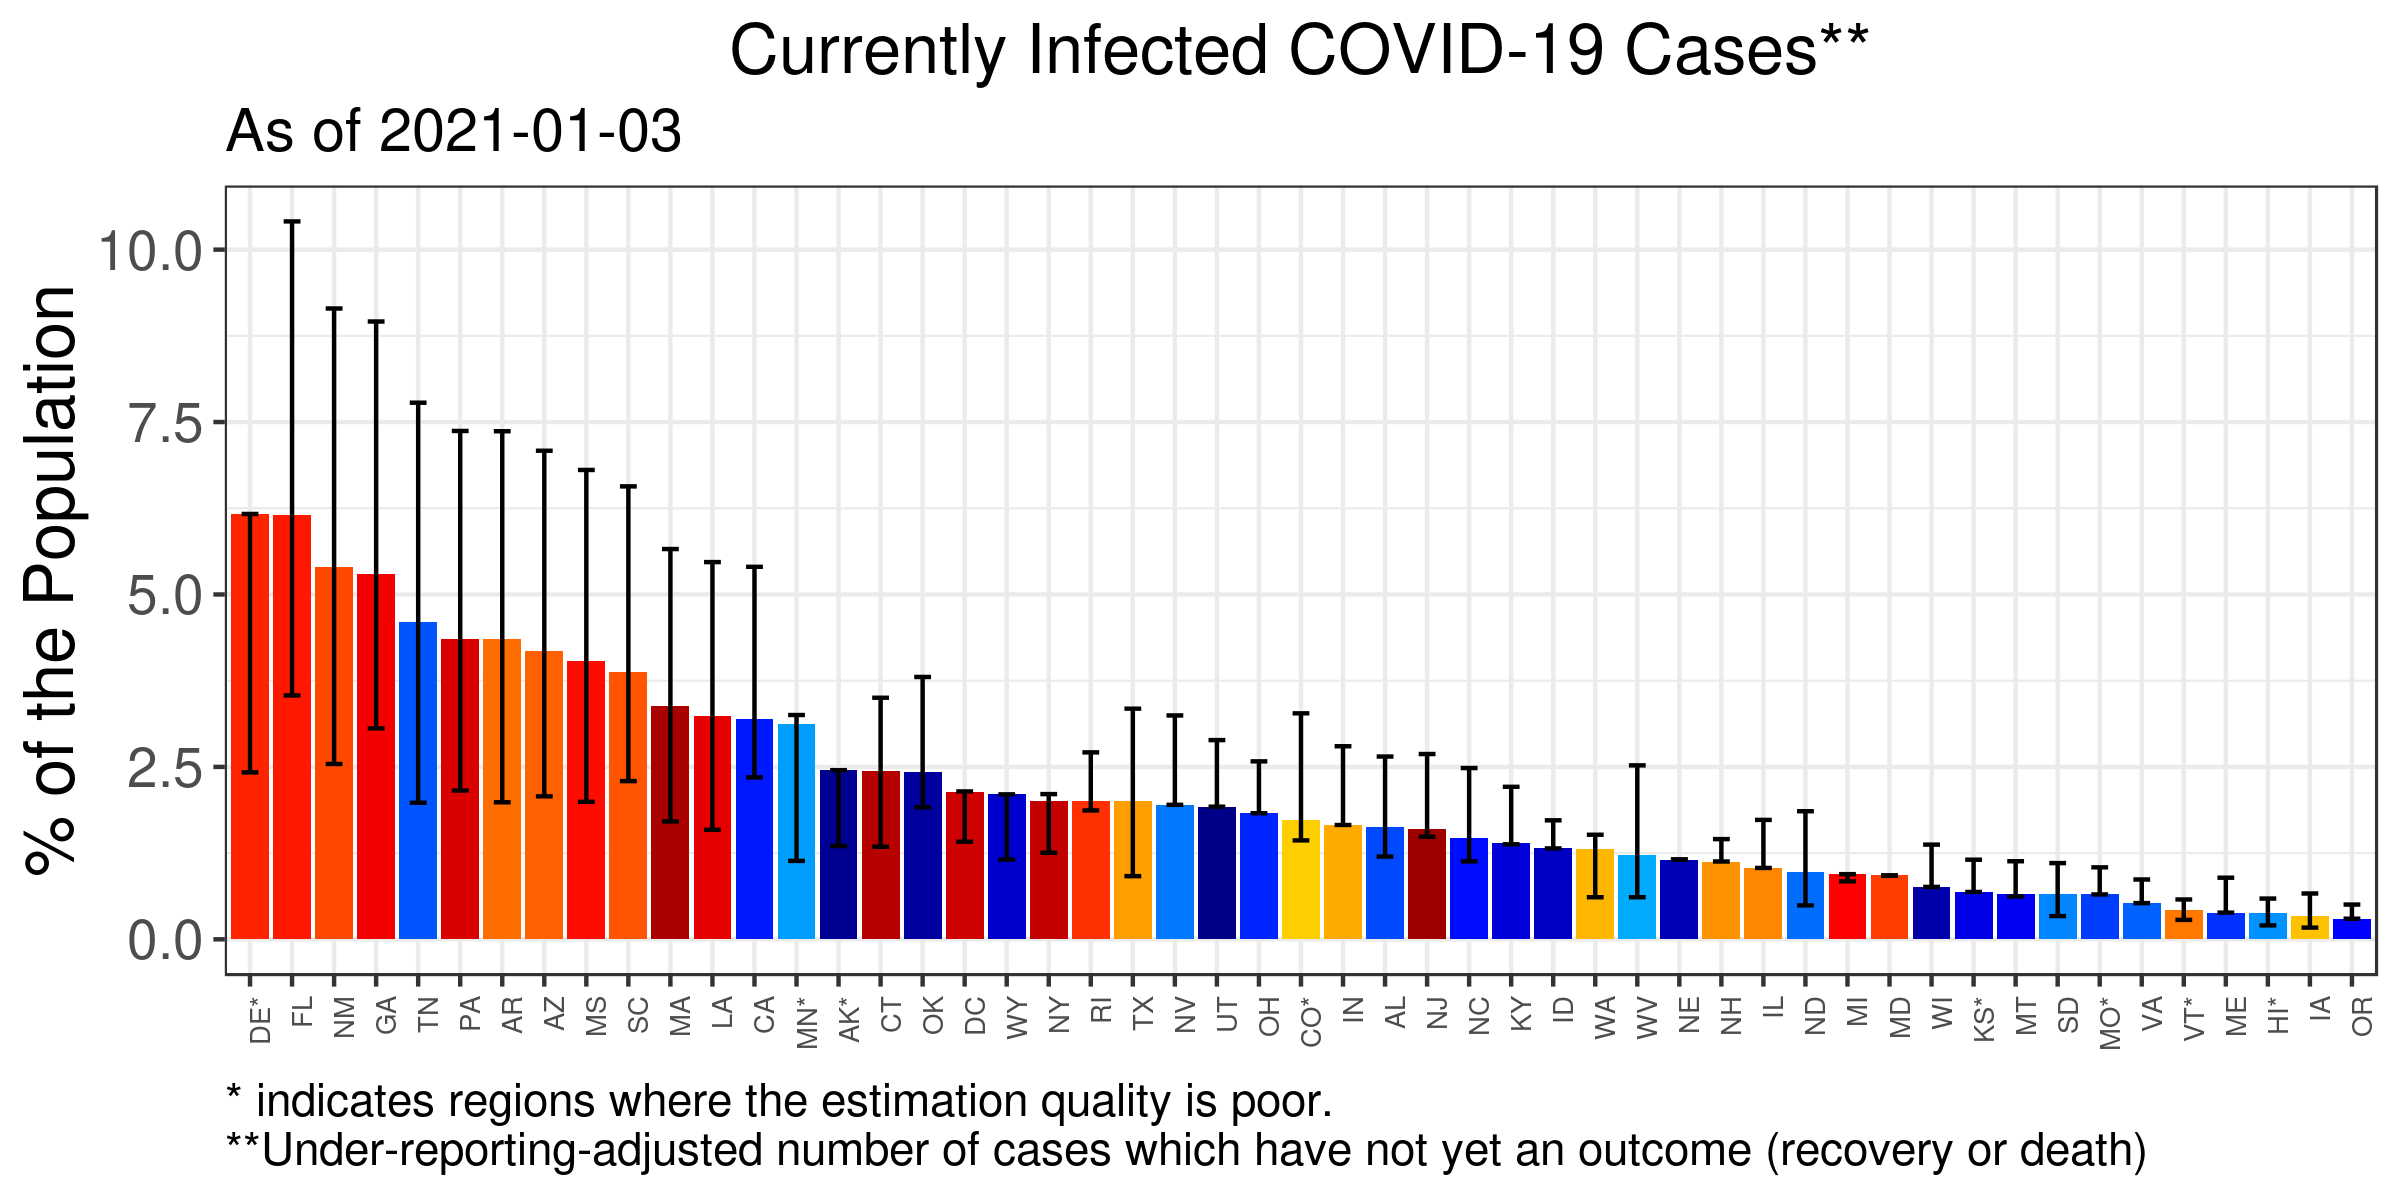 Currently Infected COVID-19 Cases**
As of 2021-01-03
% of the Population
10.0
7.5
5.0
2.5
0.0
DE* FL NM GA TN PA AR AZ MS SC MA LA CA MN* AK* CT OK DC WY NY RI TX NV UT OH CO* IN AL NJ NC KY ID WA WV NE NH IL ND MI MD WI KS* MT SD MO* VA VT* ME HI* IA OR
* indicates regions where the estimation quality is poor.
**Under-reporting-adjusted number of cases which have not yet an outcome (recovery or death)